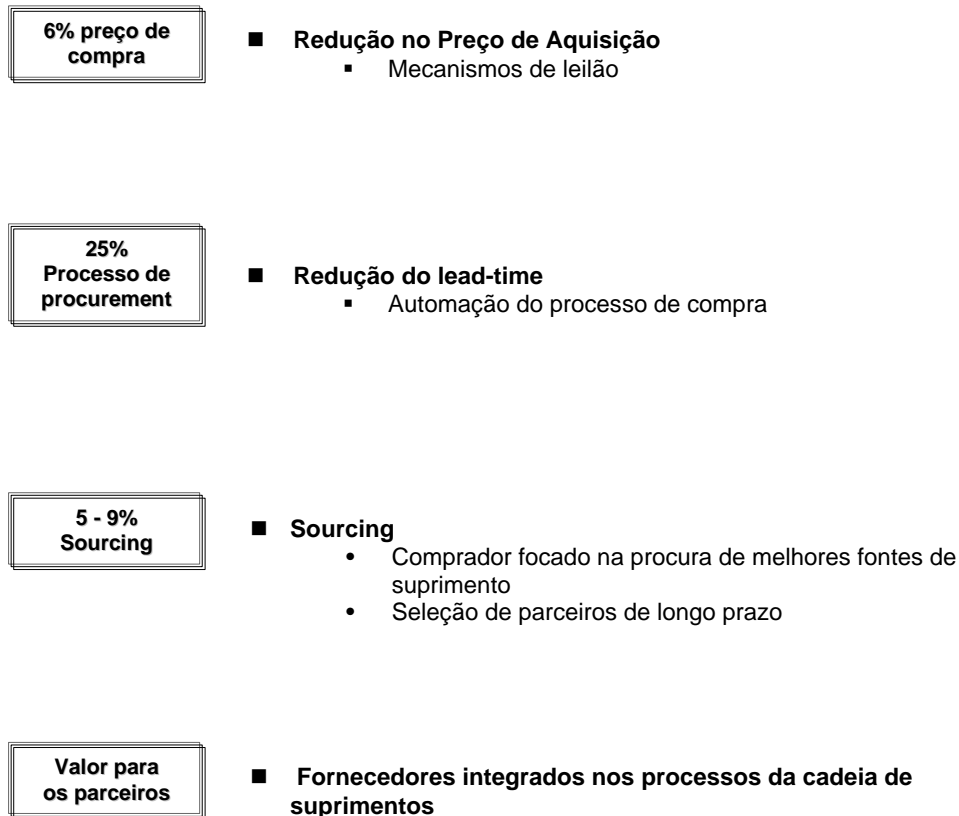 6% preço de
compra
■ Redução no Preço de Aquisição
▪ Mecanismos de leilão
25%
Processo de
procurement
■ Redução do lead-time
▪ Automação do processo de compra
5 - 9%
Sourcing
■ Sourcing
• Comprador focado na procura de melhores fontes de
suprimento
• Seleção de parceiros de longo prazo
Valor para
os parceiros
■ Fornecedores integrados nos processos da cadeia de
suprimentos